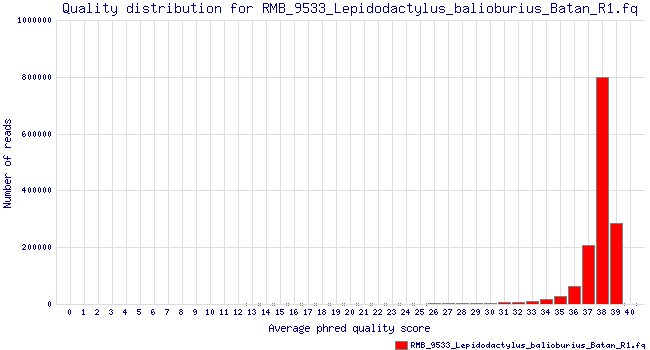 Quality distribution for RMB_9533_Lepidodactylus_balioburius_Batan_R1.fq
1000000
800000
600000
400000
200000
0
Number of reads
0 1 2 3 4 5 6 7 8 9 10 11 12 13 14 15 16 17 18 19 20 21 22 23 24 25 26 27 28 29 30 31 32 33 34 35 36 37 38 39 40
Average phred quality score
RMB_9533_Lepidodactylus_balioburius_Batan_R1.fq